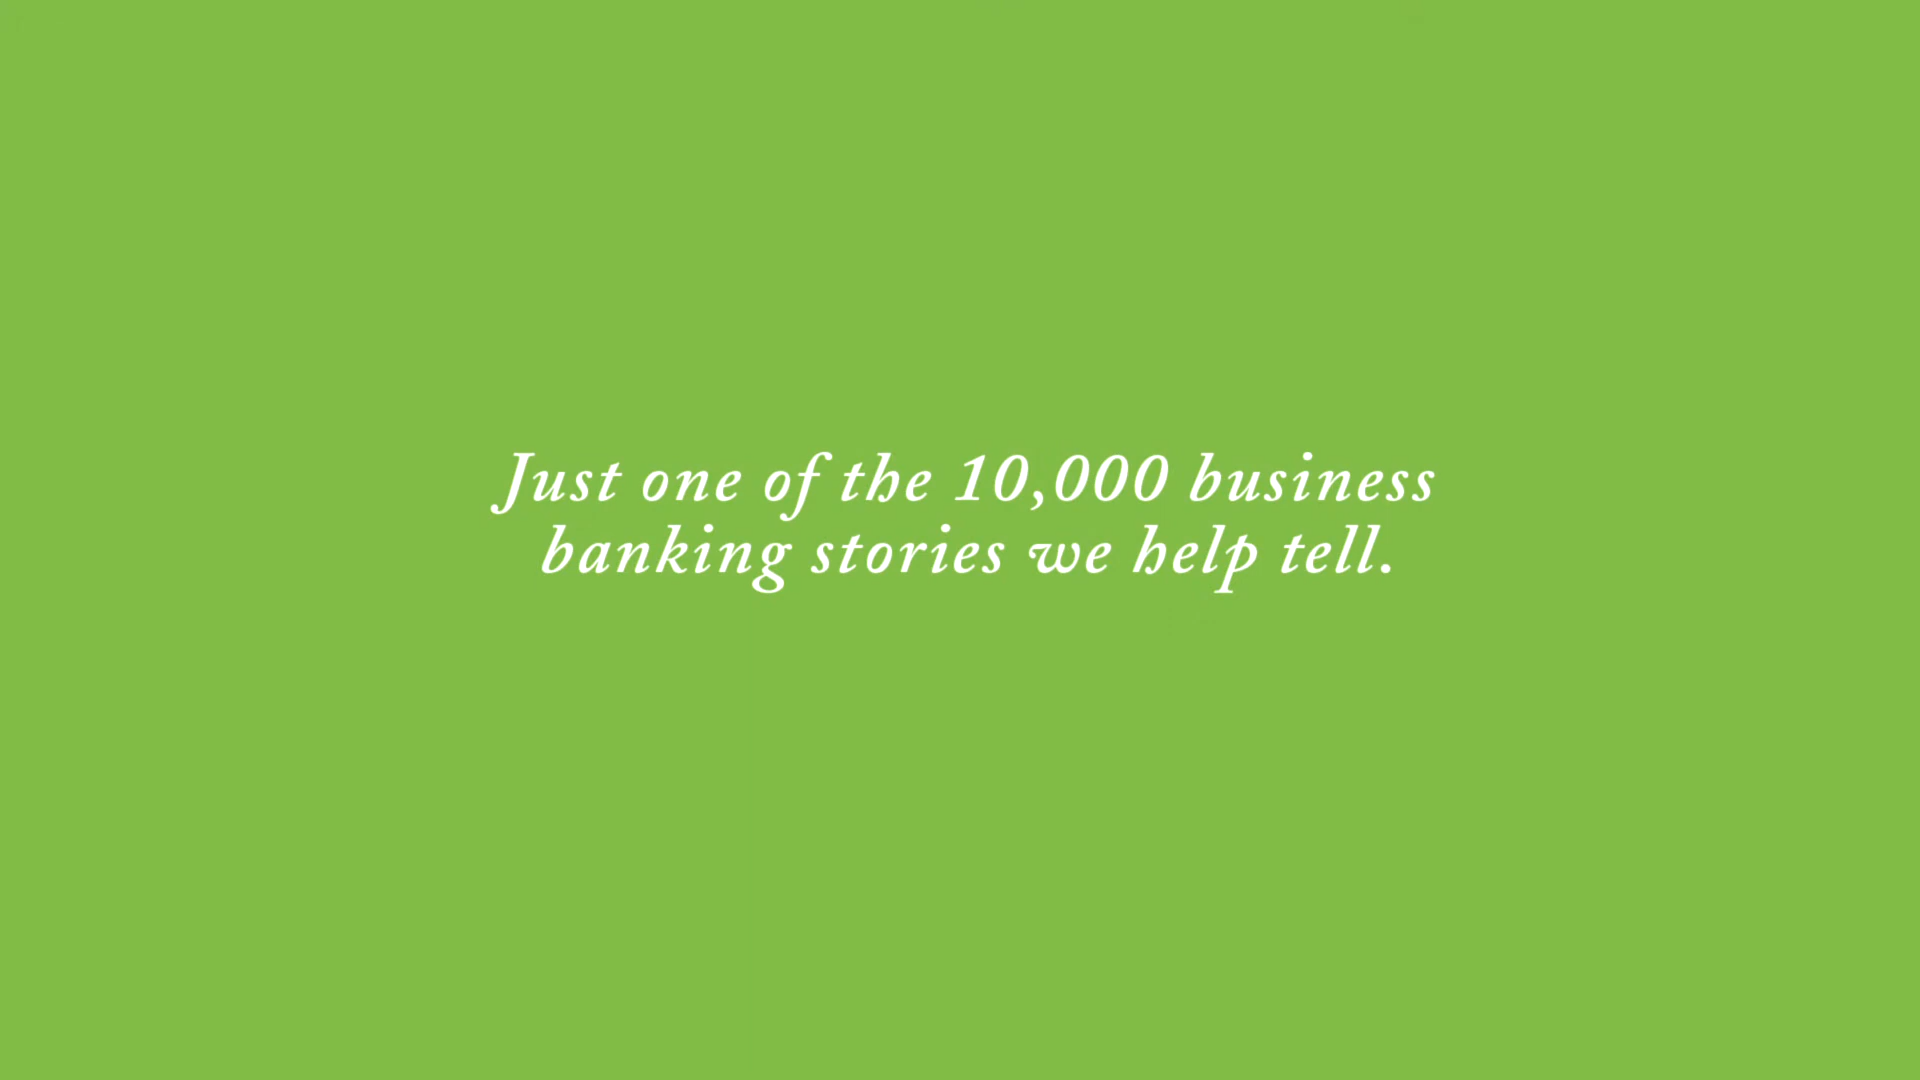 Just one of the 10,000 business
banking stories we help tell.